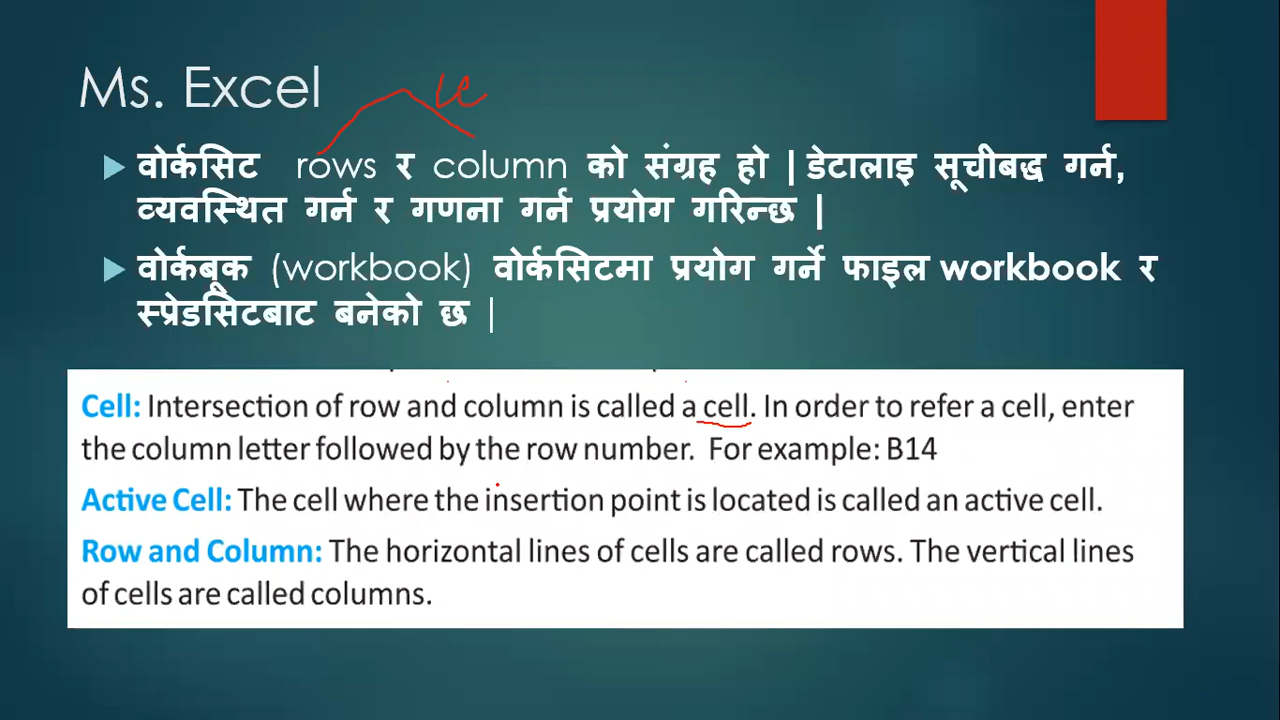 Ms. Excel
वोर्कसिट rows र column को संग्रह हो | डेटालाइ सूचीबद्ध गर्न,
व्यवस्थित गर्न र गणना गर्न प्रयोग गरिन्छ |
वोर्कबूक (workbook) वोर्कसिटमा प्रयोग गर्ने फाइल workbook र
स्प्रेडसिटबाट बनेको छ |
Cell: Intersection of row and column is called a cell. In order to refer a cell, enter
the column letter followed by the row number. For example: B14
Active Cell: The cell where the insertion point is located is called an active cell.
Row and Column: The horizontal lines of cells are called rows. The vertical lines
of cells are called columns.